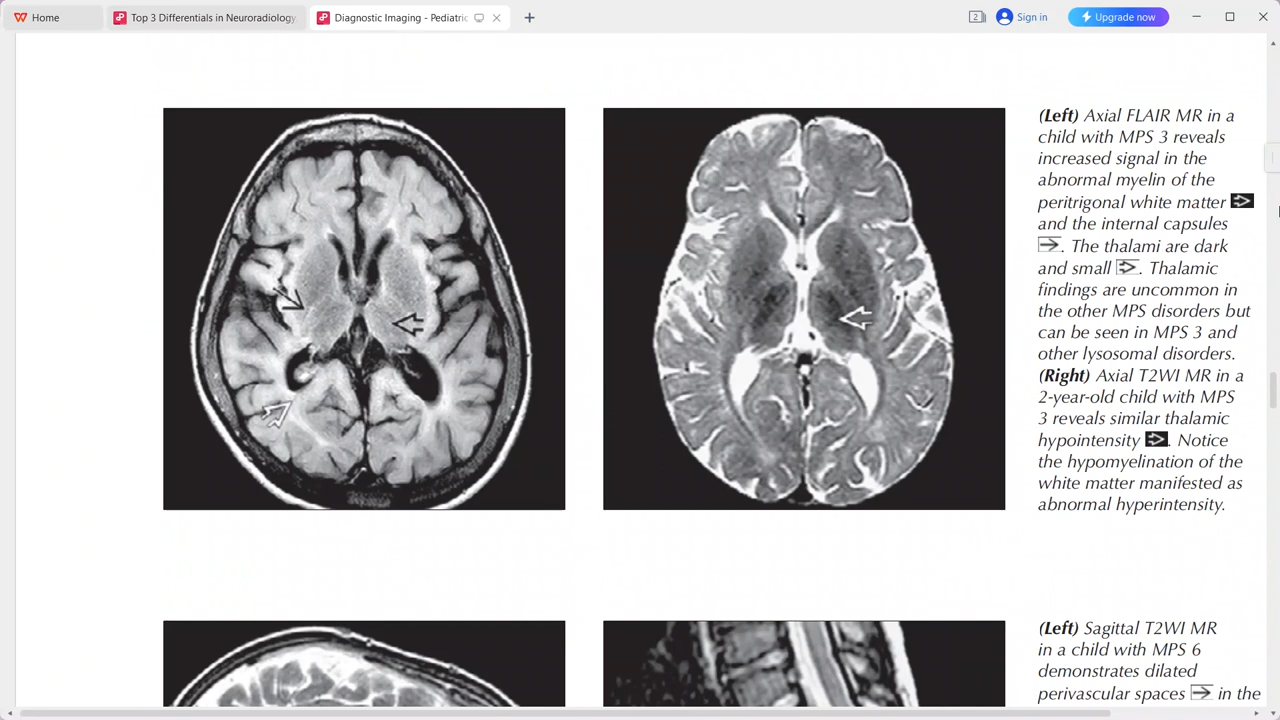 Home
Top 3 Differentials in Neuroradiology.
Diagnostic Imaging - Pediatric
2
Sign in
Upgrade now
(Left) Axial FLAIR MR in a
child with MPS 3 reveals
increased signal in the
abnormal myelin of the
peritrigonal white matter
and the internal capsules
. The thalami are dark
and small . Thalamic
findings are uncommon in
the other MPS disorders but
can be seen in MPS 3 and
other lysosomal disorders.
(Right) Axial T2WI MR in a
2-year-old child with MPS
3 reveals similar thalamic
hypointensity . Notice
the hypomyelination of the
white matter manifested as
abnormal hyperintensity.
(Left) Sagittal T2WI MR
in a child with MPS 6
demonstrates dilated
perivascular spaces in the